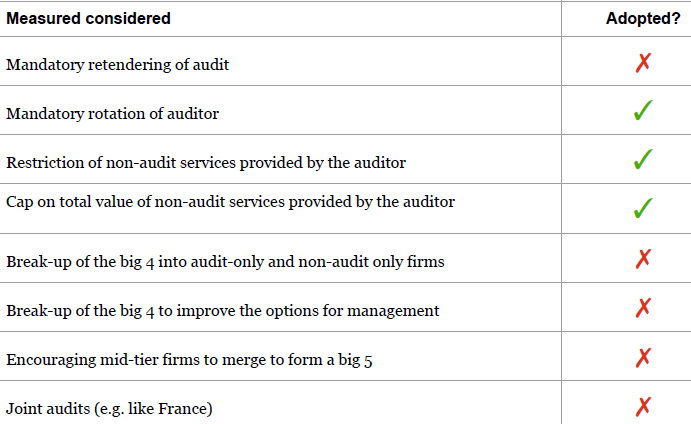 Measured considered Adopted?
Mandatory retendering of audit ✗
Mandatory rotation of auditor ✓
Restriction of non-audit services provided by the auditor ✓
Cap on total value of non-audit services provided by the auditor ✓
Break-up of the big 4 into audit-only and non-audit only firms ✗
Break-up of the big 4 to improve the options for management ✗
Encouraging mid-tier firms to merge to form a big 5 ✗
Joint audits (e.g. like France) ✗